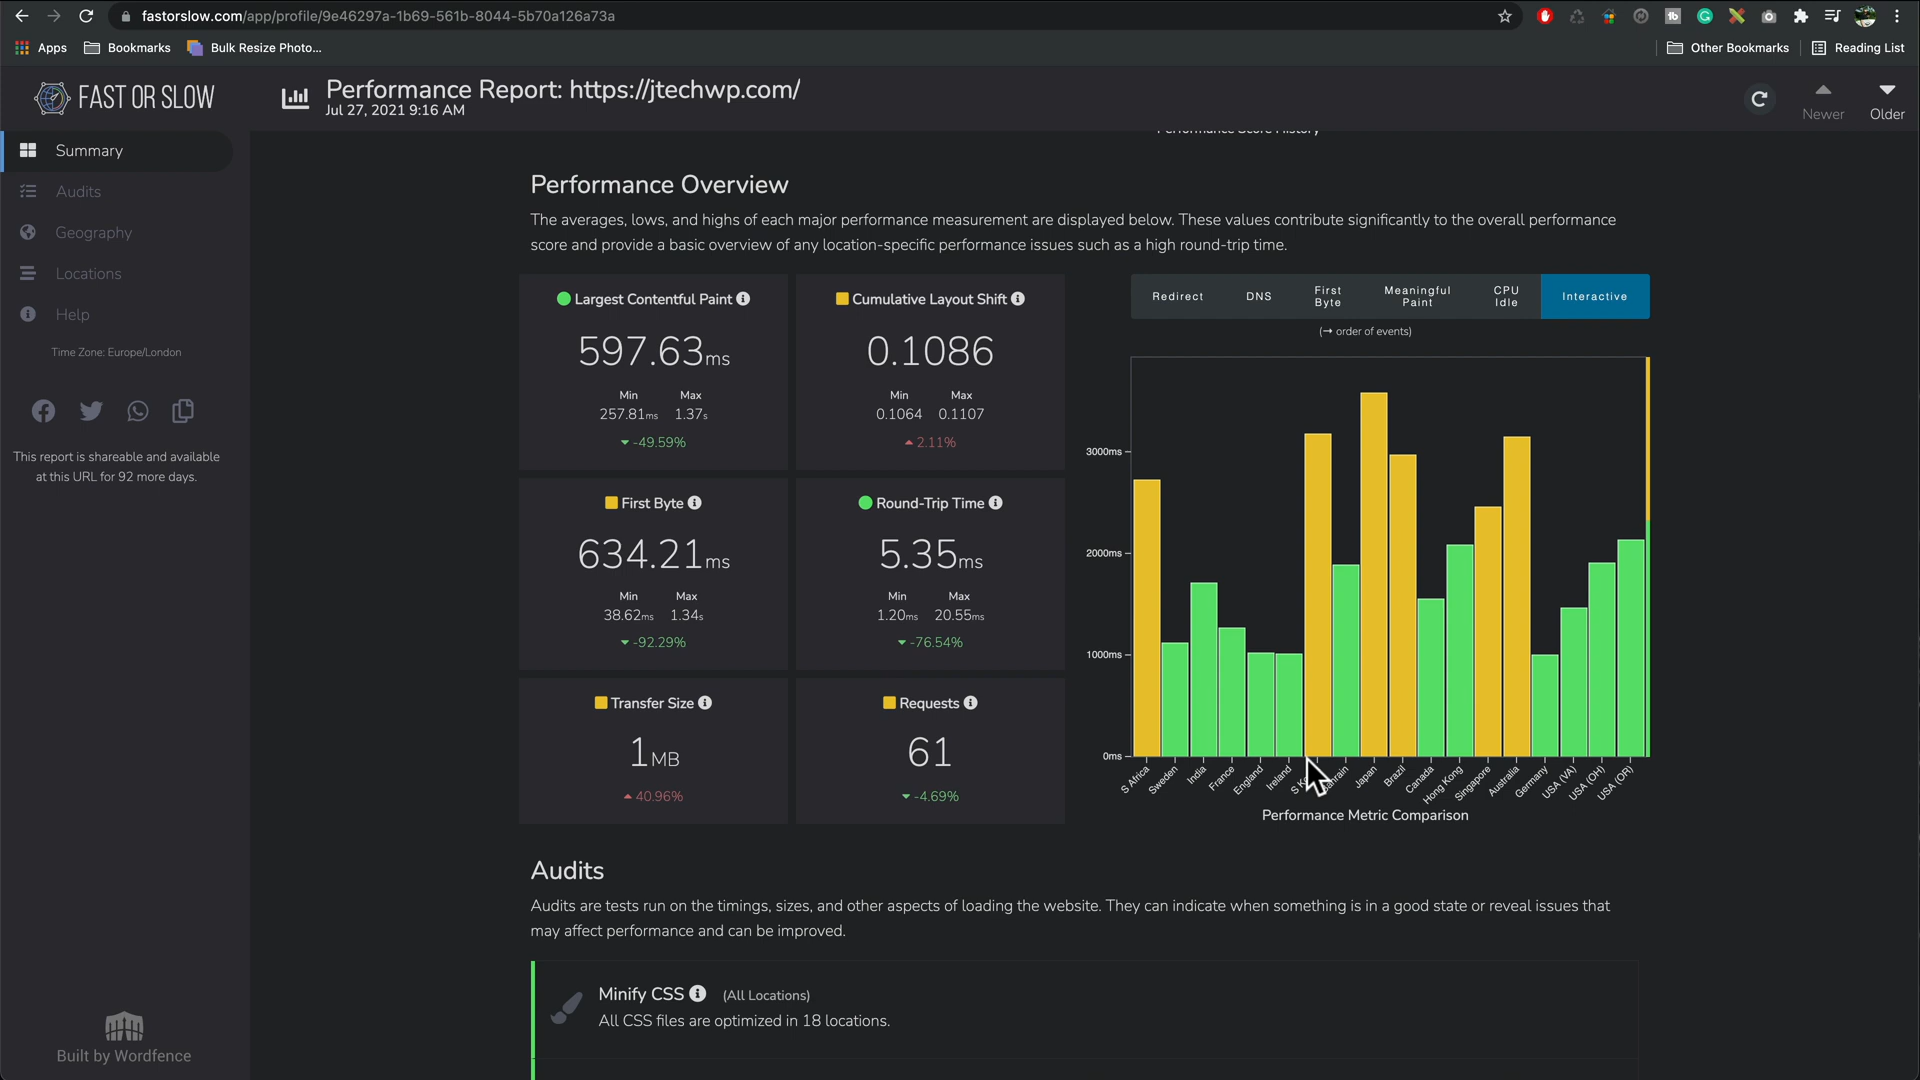 fastorslow.com/app/profile/9e46297a-1b69-561b-8044-5b70a126a73a
Apps
Bookmarks
Bulk Resize Photo...
Other Bookmarks
Reading List
FAST OR SLOW
Performance Report: https://jtechwp.com/
Jul 27, 2021 9:16 AM
Newer
Older
Summary
Audits
Geography
Locations
Help
Time Zone: Europe/London
This report is shareable and available
at this URL for 92 more days.
Built by Wordfence
Performance Score History
Performance Overview
The averages, lows, and highs of each major performance measurement are displayed below. These values contribute significantly to the overall performance
score and provide a basic overview of any location-specific performance issues such as a high round-trip time.
Largest Contentful Paint
597.63ms
Min Max
257.81ms 1.37s
-49.59%
Cumulative Layout Shift
0.1086
Min Max
0.1064 0.1107
2.11%
First Byte
634.21ms
Min Max
38.62ms 1.34s
-92.29%
Round-Trip Time
5.35ms
Min Max
1.20ms 20.55ms
-76.54%
Transfer Size
1MB
40.96%
Requests
61
-4.69%
Redirect
DNS
First
Byte
Meaningful
Paint
CPU
Idle
Interactive
(→ order of events)
3000ms
2000ms
1000ms
0ms
S Africa
Sweden
India
France
England
Ireland
S
Japan
Brazil
Canada
Hong Kong
Singapore
Australia
Germany
USA (VA)
USA (OH)
USA (OR)
Performance Metric Comparison
Audits
Audits are tests run on the timings, sizes, and other aspects of loading the website. They can indicate when something is in a good state or reveal issues that
may affect performance and can be improved.
Minify CSS (All Locations)
All CSS files are optimized in 18 locations.